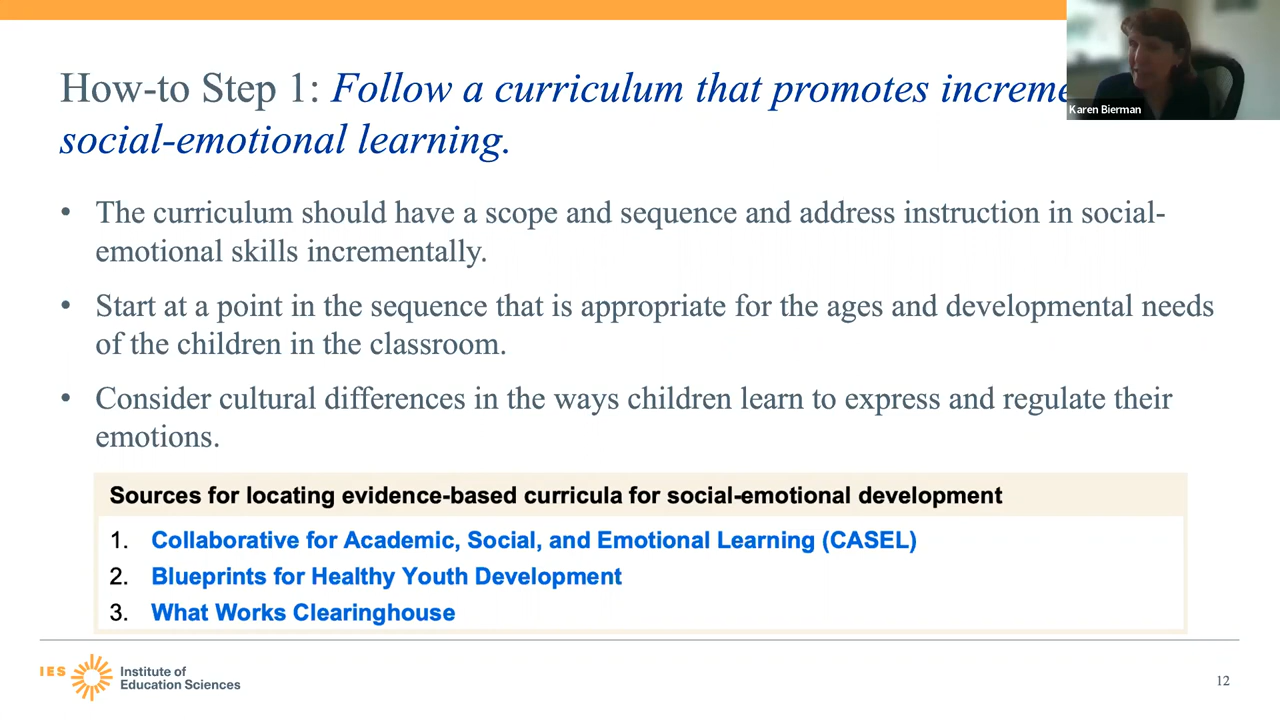 How-to Step 1: Follow a curriculum that promotes
social-emotional learning.
Karen Bierman
• The curriculum should have a scope and sequence and address instruction in social-
emotional skills incrementally.
• Start at a point in the sequence that is appropriate for the ages and developmental needs
of the children in the classroom.
• Consider cultural differences in the ways children learn to express and regulate their
emotions.
Sources for locating evidence-based curricula for social-emotional development
1. Collaborative for Academic, Social, and Emotional Learning (CASEL)
2. Blueprints for Healthy Youth Development
3. What Works Clearinghouse
IES Institute of
Education Sciences
12